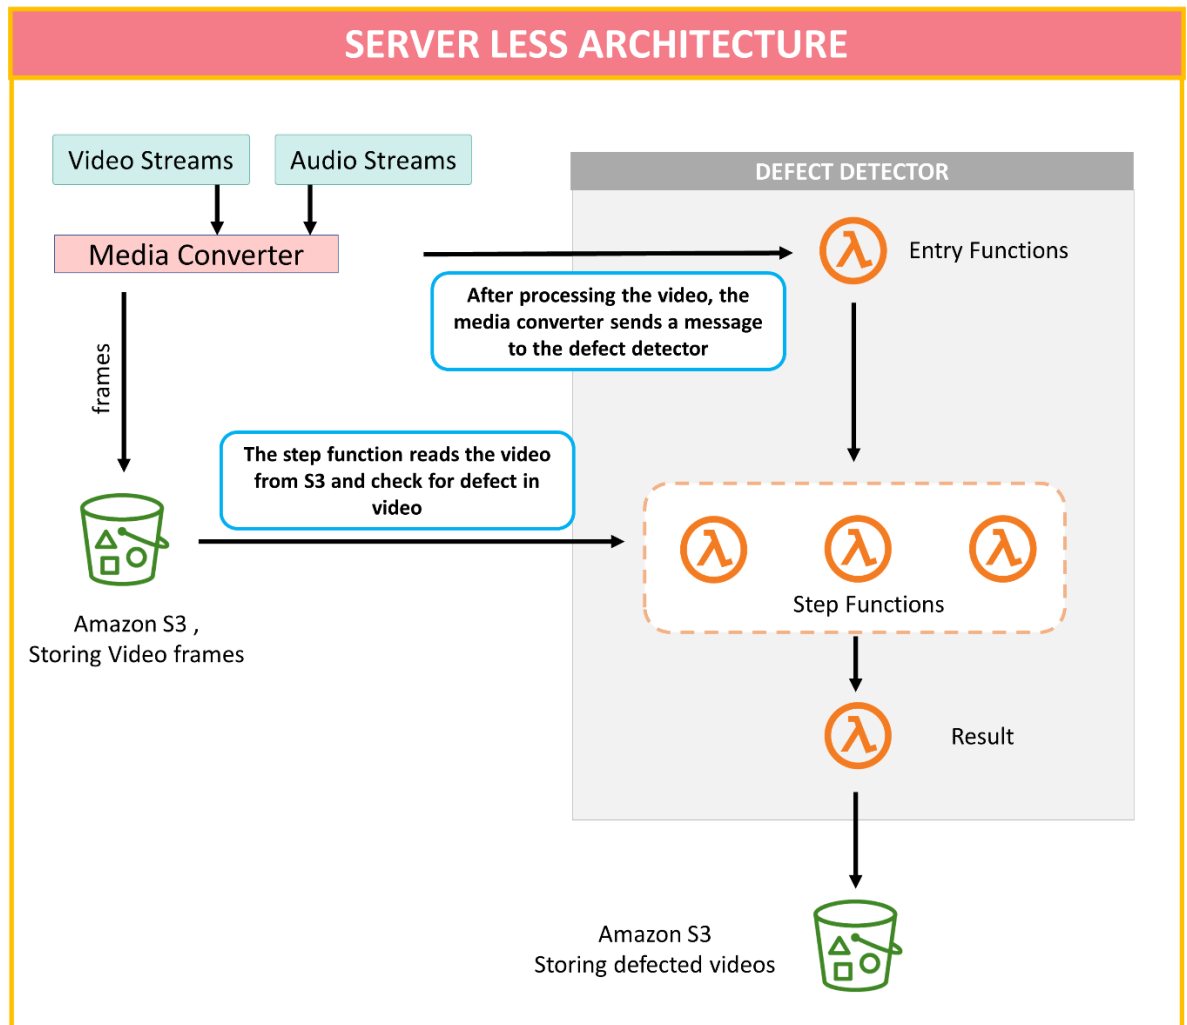 SERVER LESS ARCHITECTURE
Video Streams
Audio Streams
DEFECT DETECTOR
Media Converter
Entry Functions
After processing the video, the
media converter sends a message
to the defect detector
frames
The step function reads the video
from S3 and check for defect in
video
Step Functions
Amazon S3 ,
Storing Video frames
Result
Amazon S3
Storing defected videos